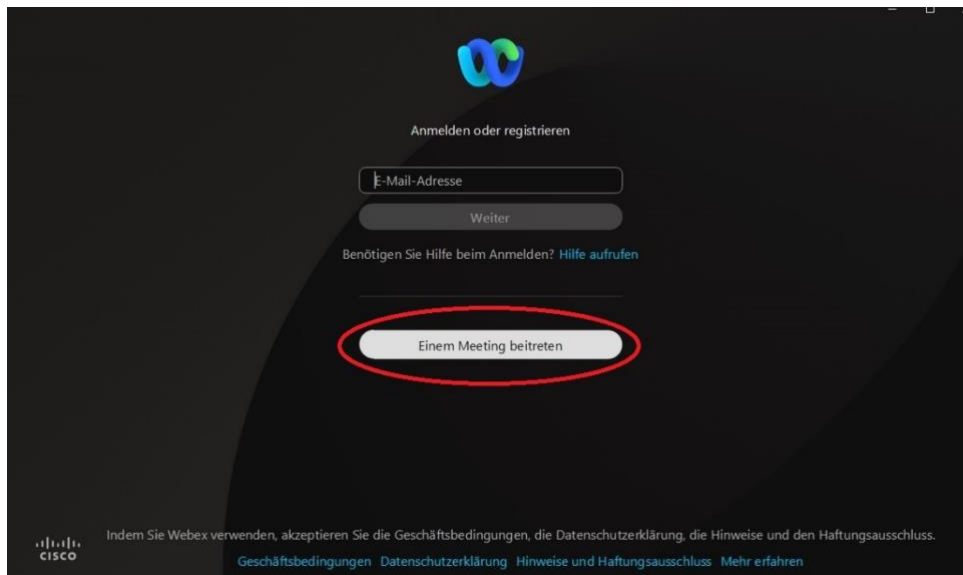 Anmelden oder registrieren
E-Mail-Adresse
Weiter
Benötigen Sie Hilfe beim Anmelden? Hilfe aufrufen
Einem Meeting beitreten
Indem Sie Webex verwenden, akzeptieren Sie die Geschäftsbedingungen, die Datenschutzerklärung, die Hinweise und den Haftungsausschluss.
CISCO
Geschäftsbedingungen Datenschutzerklärung Hinweise und Haftungsausschluss Mehr erfahren